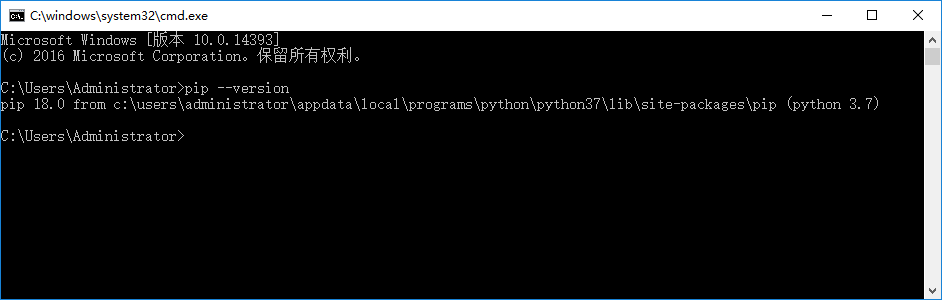 C:\windows\system32\cmd.exe
Microsoft Windows [版本 10.0.14393]
(c) 2016 Microsoft Corporation。保留所有权利。
C:\Users\Administrator>pip --version
pip 18.0 from c:\users\administrator\appdata\local\programs\python\python37\lib\site-packages\pip (python 3.7)
C:\Users\Administrator>